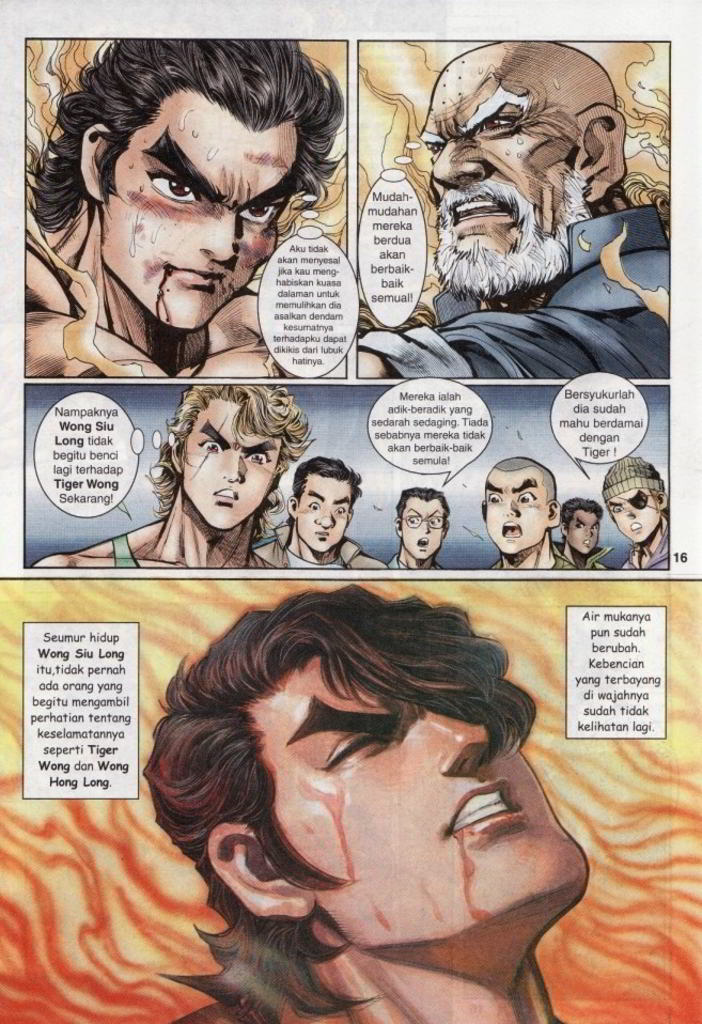 Aku tidak
akan menyesal
jika kau meng-
habiskan kuasa
dalaman untuk
memulihkan dia
asalkan dendam
kesumatnya
terhadapku dapat
dikikis dari lubuk
hatinya.
Mudah-
mudahan
mereka
berdua
akan
berbaik-
baik
semual!
Nampaknya
Wong Siu
Long tidak
begitu benci
lagi terhadap
Tiger Wong
Sekarang!
Mereka ialah
adik-beradik yang
sedarah sedaging. Tiada
sebabnya mereka tidak
akan berbaik-baik
semula!
Bersyukurlah
dia sudah
mahu berdamai
dengan
Tiger !
16
Seumur hidup
Wong Siu Long
itu,tidak pernah
ada orang yang
begitu mengambil
perhatian tentang
keselamatannya
seperti Tiger
Wong dan Wong
Hong Long.
Air mukanya
pun sudah
berubah.
Kebencian
yang terbayang
di wajahnya
sudah tidak
kelihatan lagi.